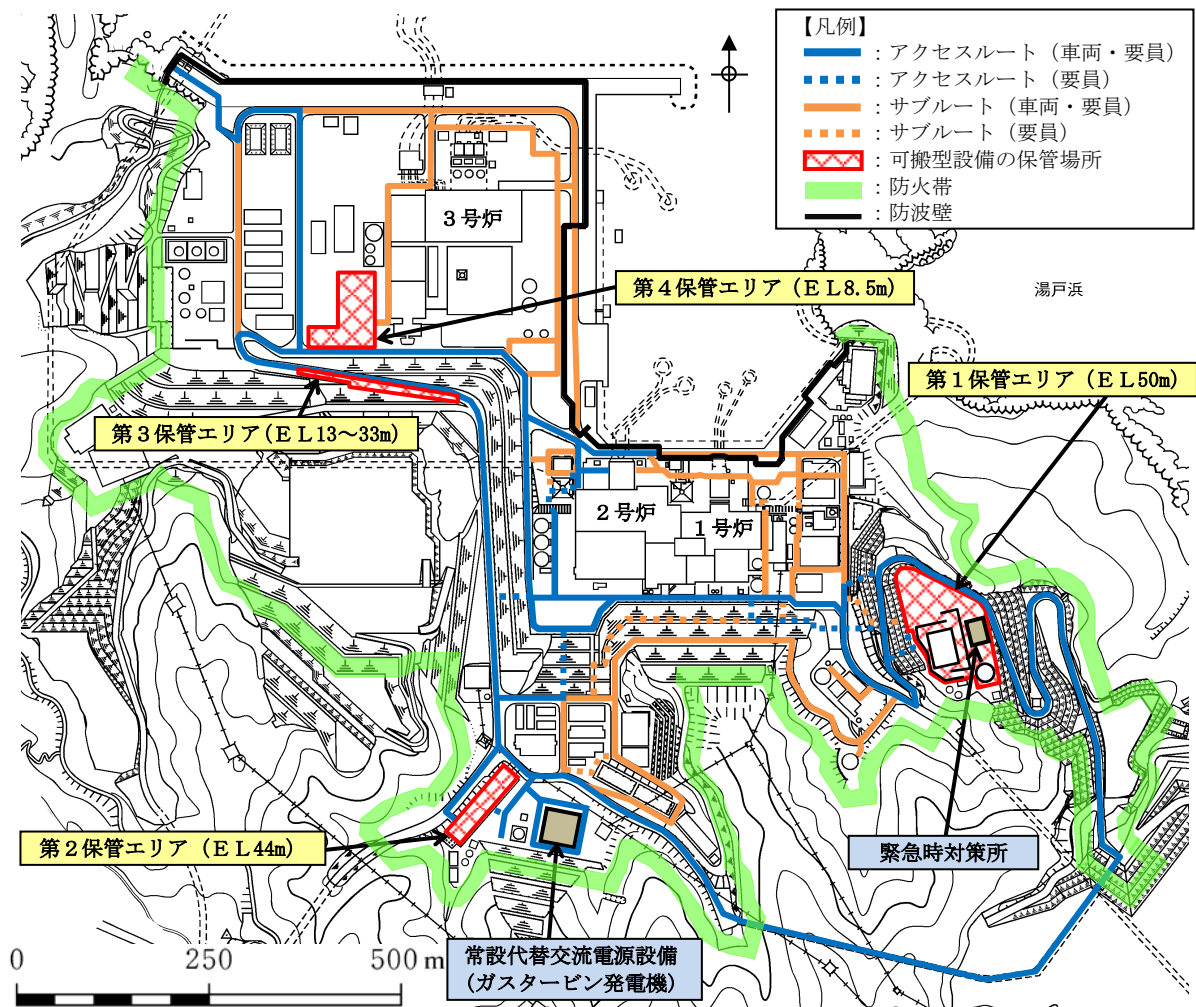 【凡例】
：アクセスルート（車両・要員）
：アクセスルート（要員）
：サブルート（車両・要員）
：サブルート（要員）
：可搬型設備の保管場所
：防火帯
：防波壁
３号炉
第４保管エリア（ＥＬ8.5m）
湯戸浜
第１保管エリア（ＥＬ50m）
第３保管エリア(ＥＬ13～33m)
２号炉
１号炉
第２保管エリア（ＥＬ44m）
緊急時対策所
常設代替交流電源設備
(ガスタービン発電機)
0 250 500 m